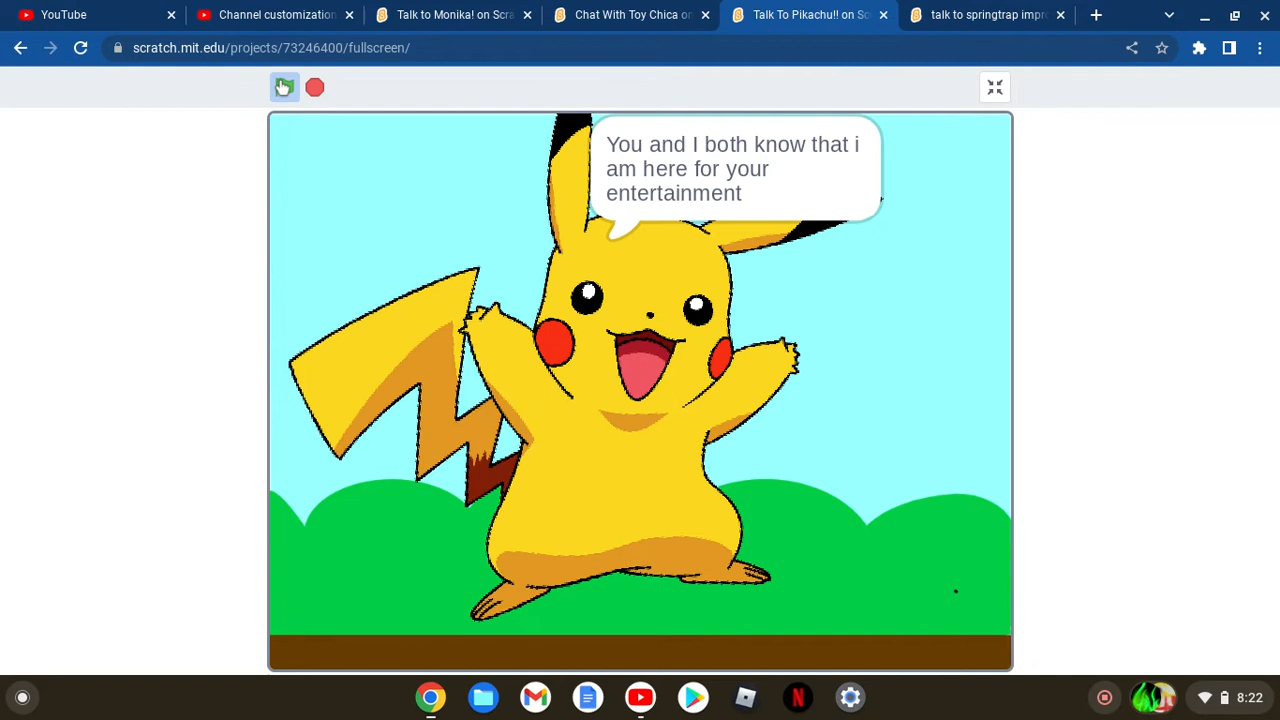 YouTube
Channel customization
Talk to Monika! on Scra
Chat With Toy Chica on
Talk To Pikachu!! on Sc
talk to springtrap impro
scratch.mit.edu/projects/73246400/fullscreen/
You and I both know that i
am here for your
entertainment
8:22